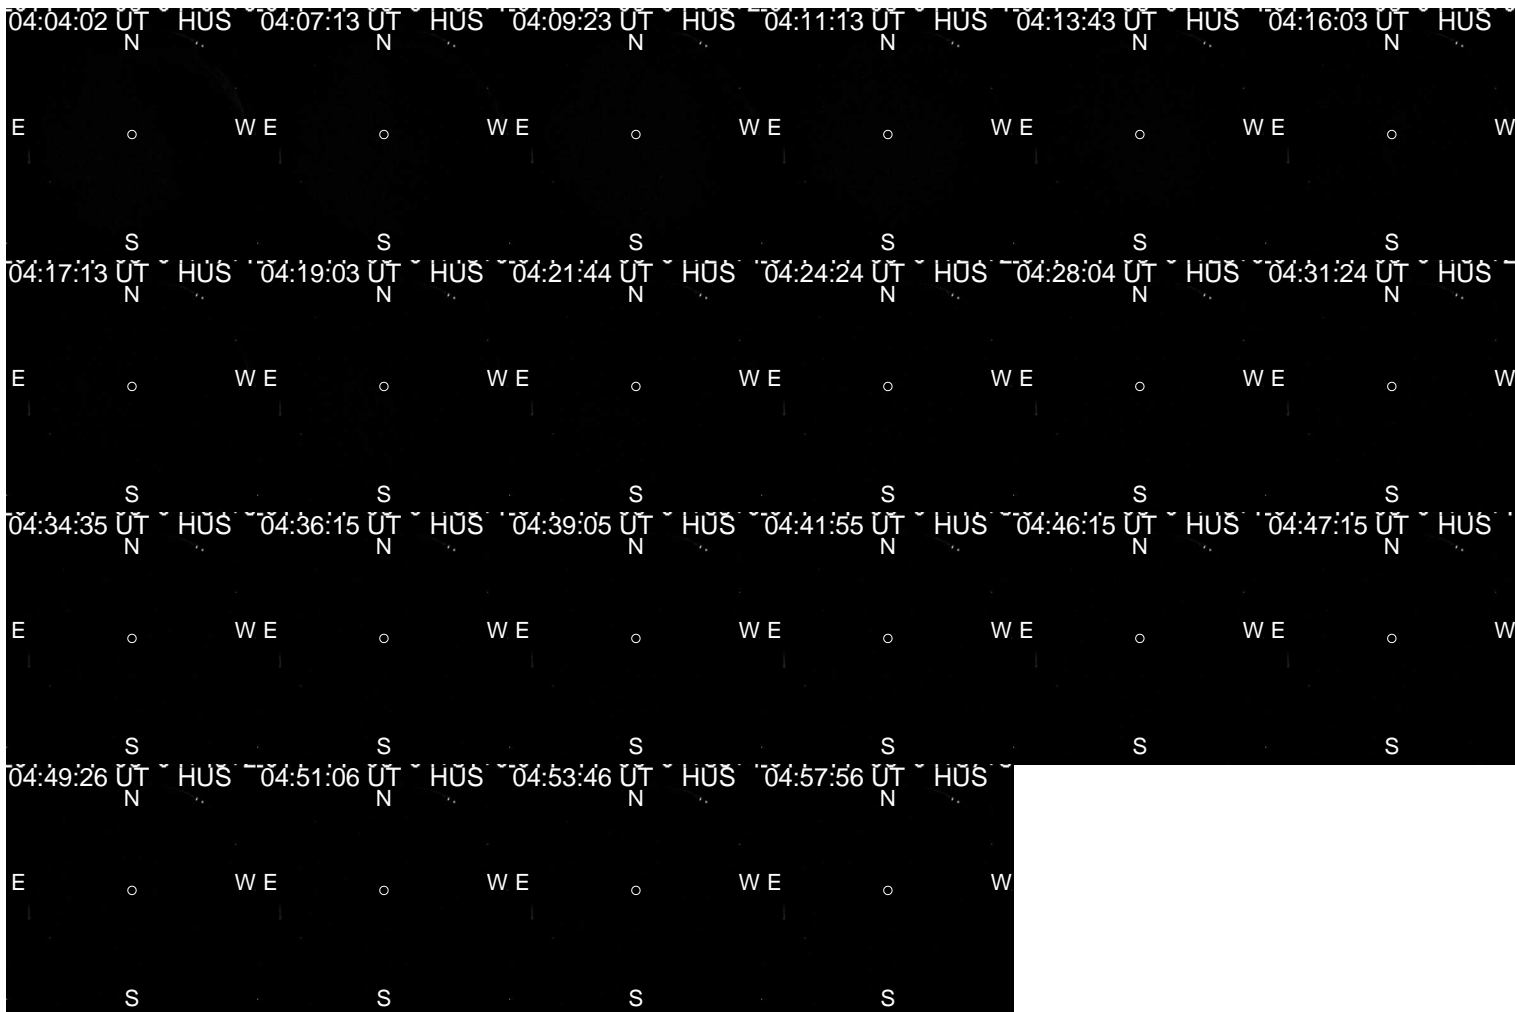 04:04:02 UT HUS 04:07:13 UT HUS 04:09:23 UT HUS 04:11:13 UT HUS 04:13:43 UT HUS 04:16:03 UT HUS
N N N N N N
E W E W E W E W E W E W
S S S S S S
04:17:13 UT HUS 04:19:03 UT HUS 04:21:44 UT HUS 04:24:24 UT HUS 04:28:04 UT HUS 04:31:24 UT HUS
N N N N N N
E W E W E W E W E W E W
S S S S S S
04:34:35 UT HUS 04:36:15 UT HUS 04:39:05 UT HUS 04:41:55 UT HUS 04:46:15 UT HUS 04:47:15 UT HUS
N N N N N N
E W E W E W E W E W E W
S S S S S S
04:49:26 UT HUS 04:51:06 UT HUS 04:53:46 UT HUS 04:57:56 UT HUS
N N N N
E W E W E W E W
S S S S